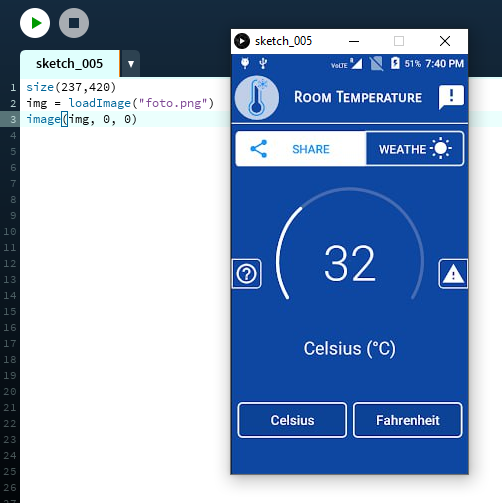 sketch_005
sketch_005
1 size(237,420)
2 img = loadImage("foto.png")
3 image(img, 0, 0)
4
5
6
7
8
9
10
11
12
13
14
15
16
17
18
19
20
21
22
23
24
25
26
VoLTE 51% 7:40 PM
Room Temperature
SHARE
WEATHE
32
Celsius (°C)
Celsius
Fahrenheit